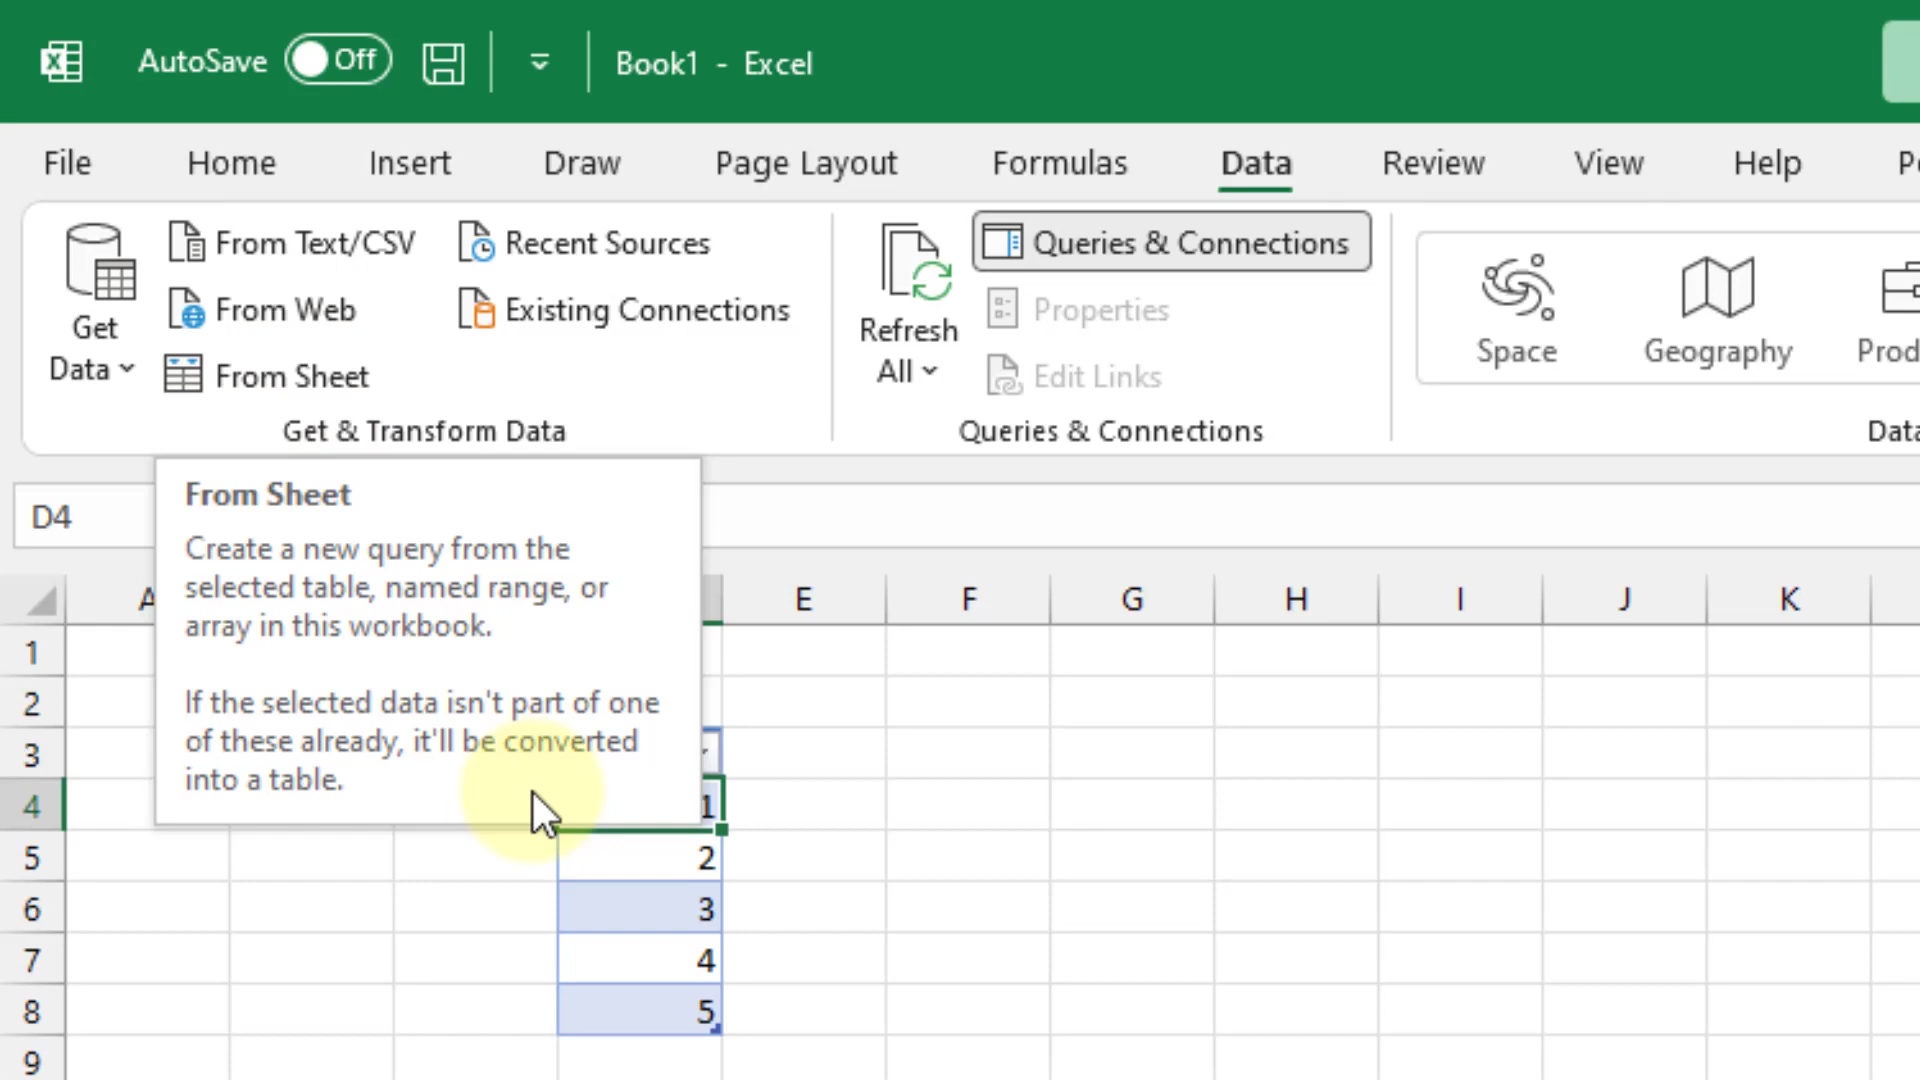 AutoSave Off Book1 - Excel
File Home Insert Draw Page Layout Formulas Data Review View Help
Get Data
From Text/CSV
From Web
From Sheet
Recent Sources
Existing Connections
Get & Transform Data
Refresh All
Queries & Connections
Properties
Edit Links
Queries & Connections
Space
Geography
D4
From Sheet
Create a new query from the
selected table, named range, or
array in this workbook.
If the selected data isn't part of one
of these already, it'll be converted
into a table.
A E F G H I J K
1
2
3
4 1
5 2
6 3
7 4
8 5
9